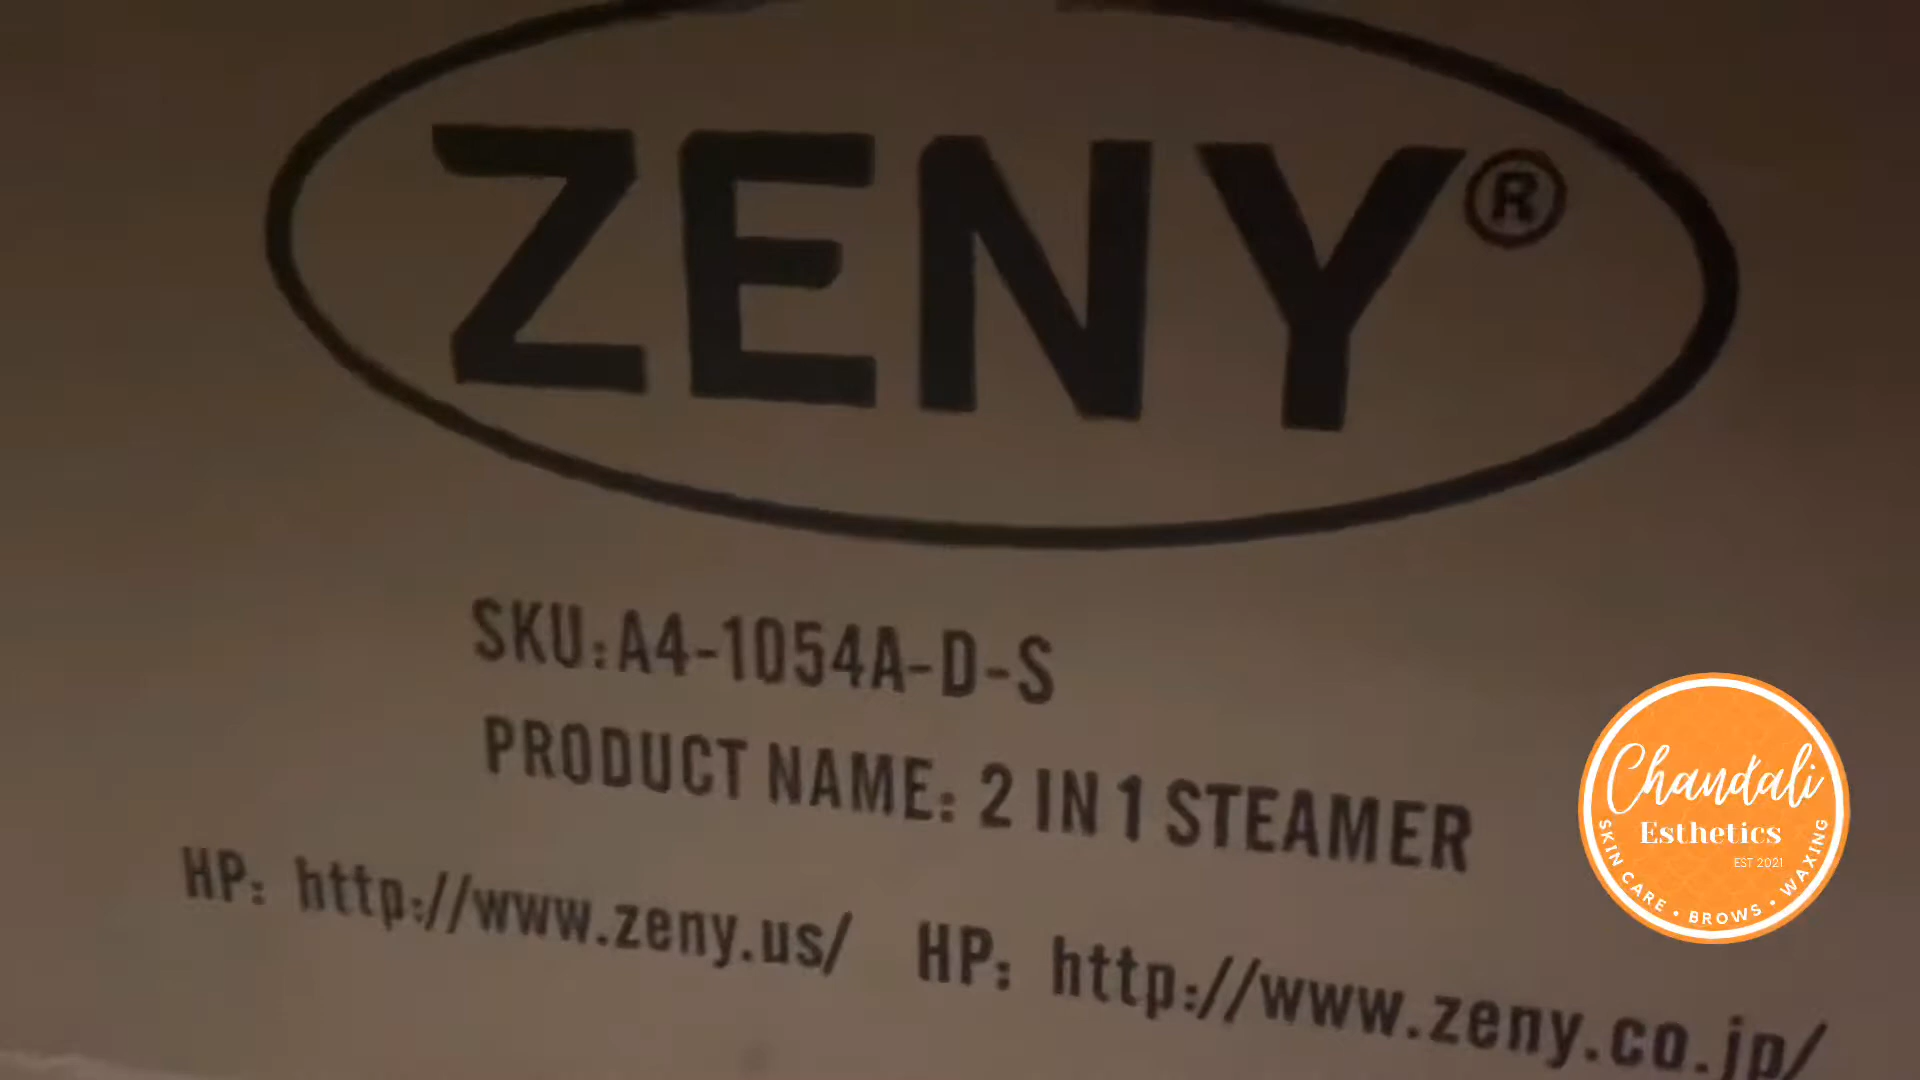 ZENY®
SKU:A4-1054A-D-S
PRODUCT NAME: 2 IN 1 STEAMER
HP: http://www.zeny.us/ HP: http://www.zeny.co.jp/
Chandali
Esthetics
EST 2021
SKIN CARE • BROWS • WAXING